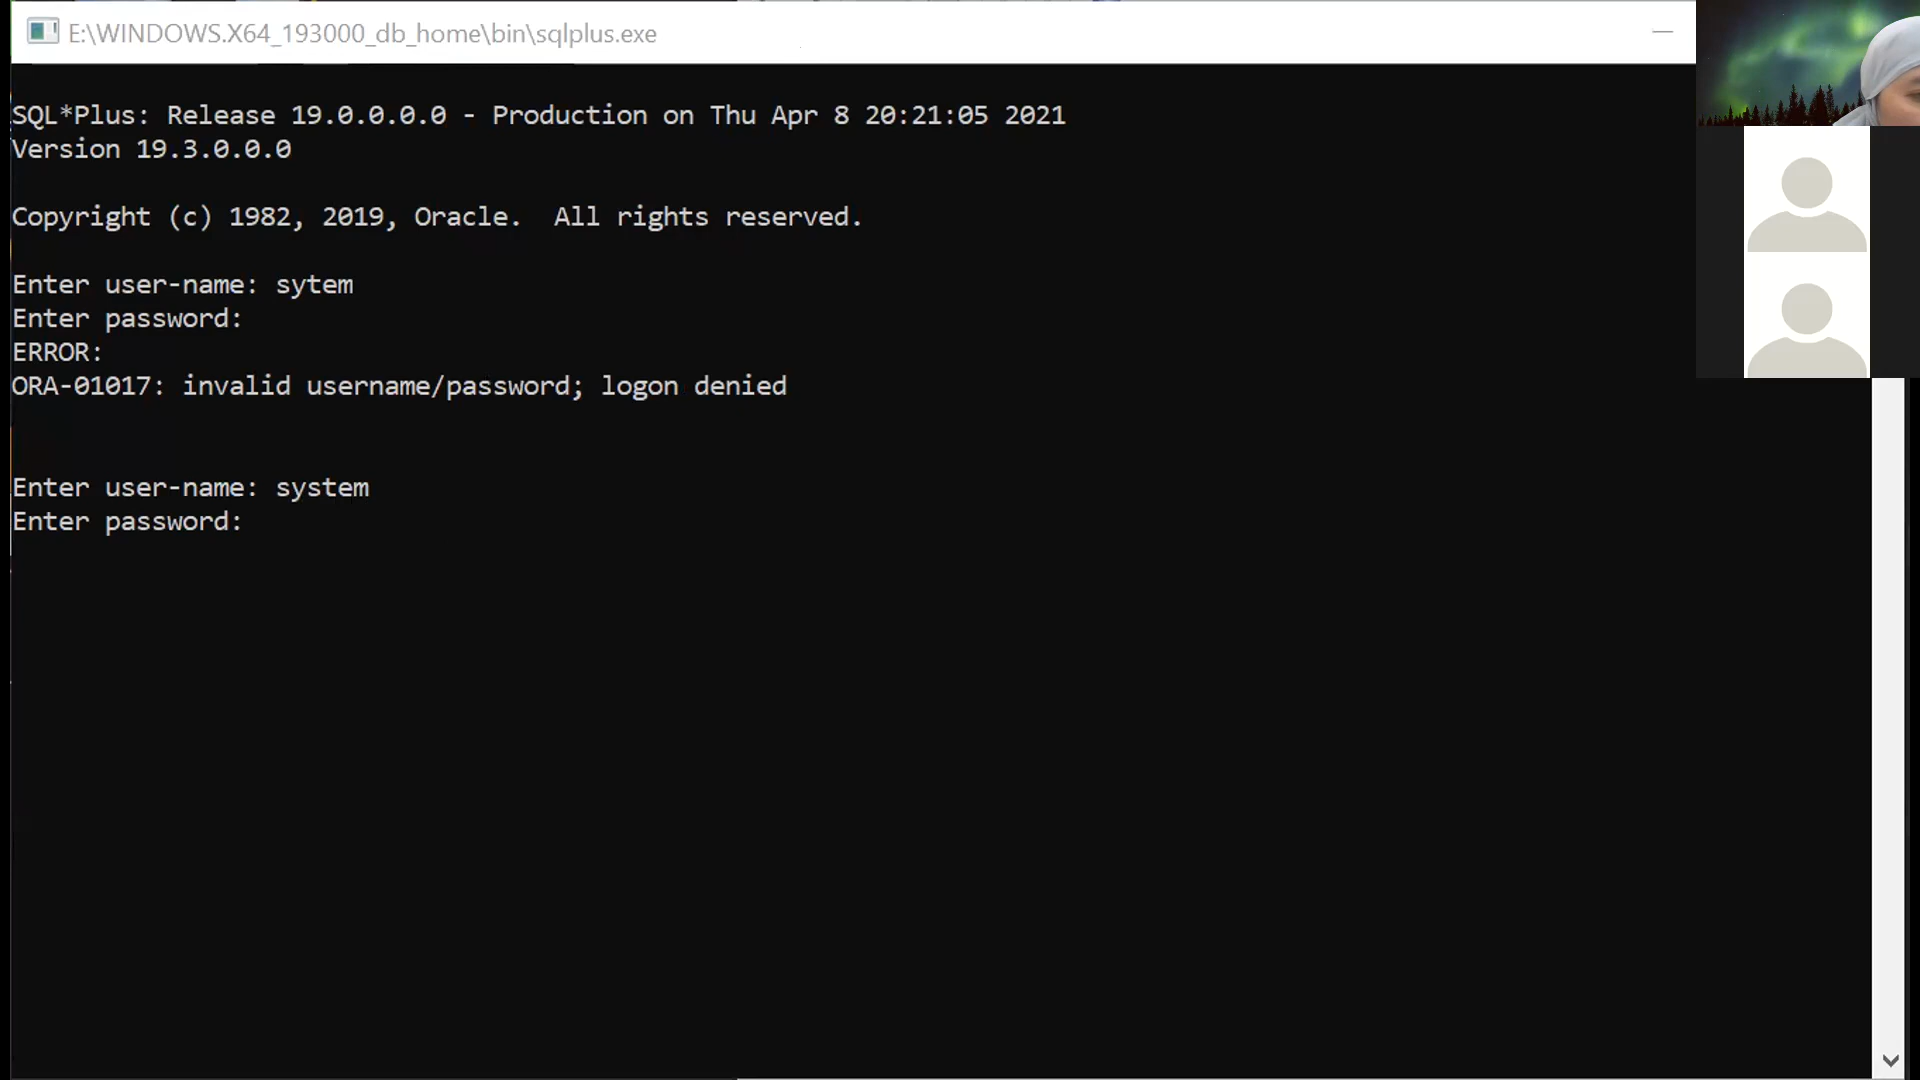 E:\WINDOWS.X64_193000_db_home\bin\sqlplus.exe
SQL*Plus: Release 19.0.0.0.0 - Production on Thu Apr 8 20:21:05 2021
Version 19.3.0.0.0
Copyright (c) 1982, 2019, Oracle.  All rights reserved.
Enter user-name: sytem
Enter password:
ERROR:
ORA-01017: invalid username/password; logon denied
Enter user-name: system
Enter password: